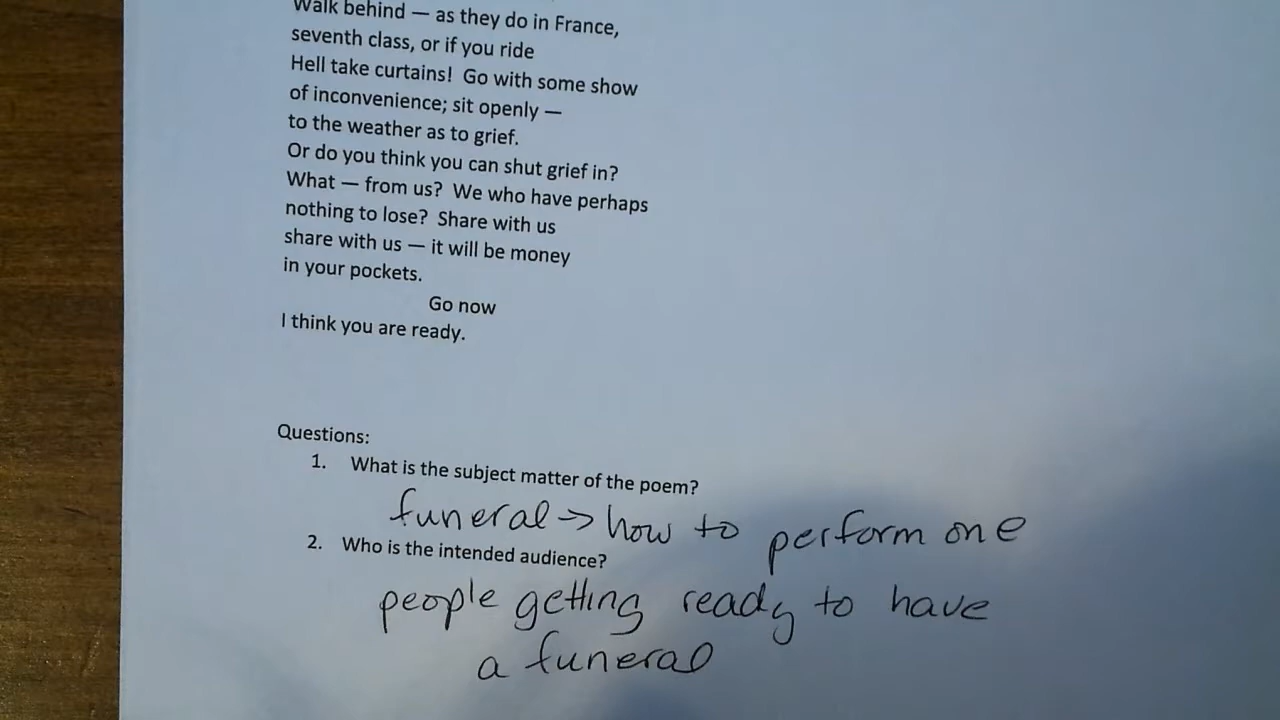 Walk behind — as they do in France,
seventh class, or if you ride
Hell take curtains! Go with some show
of inconvenience; sit openly —
to the weather as to grief.
Or do you think you can shut grief in?
What — from us? We who have perhaps
nothing to lose? Share with us
share with us — it will be money
in your pockets.
Go now
I think you are ready.
Questions:
1. What is the subject matter of the poem?
funeral → how to perform one
2. Who is the intended audience?
people getting ready to have
a funeral